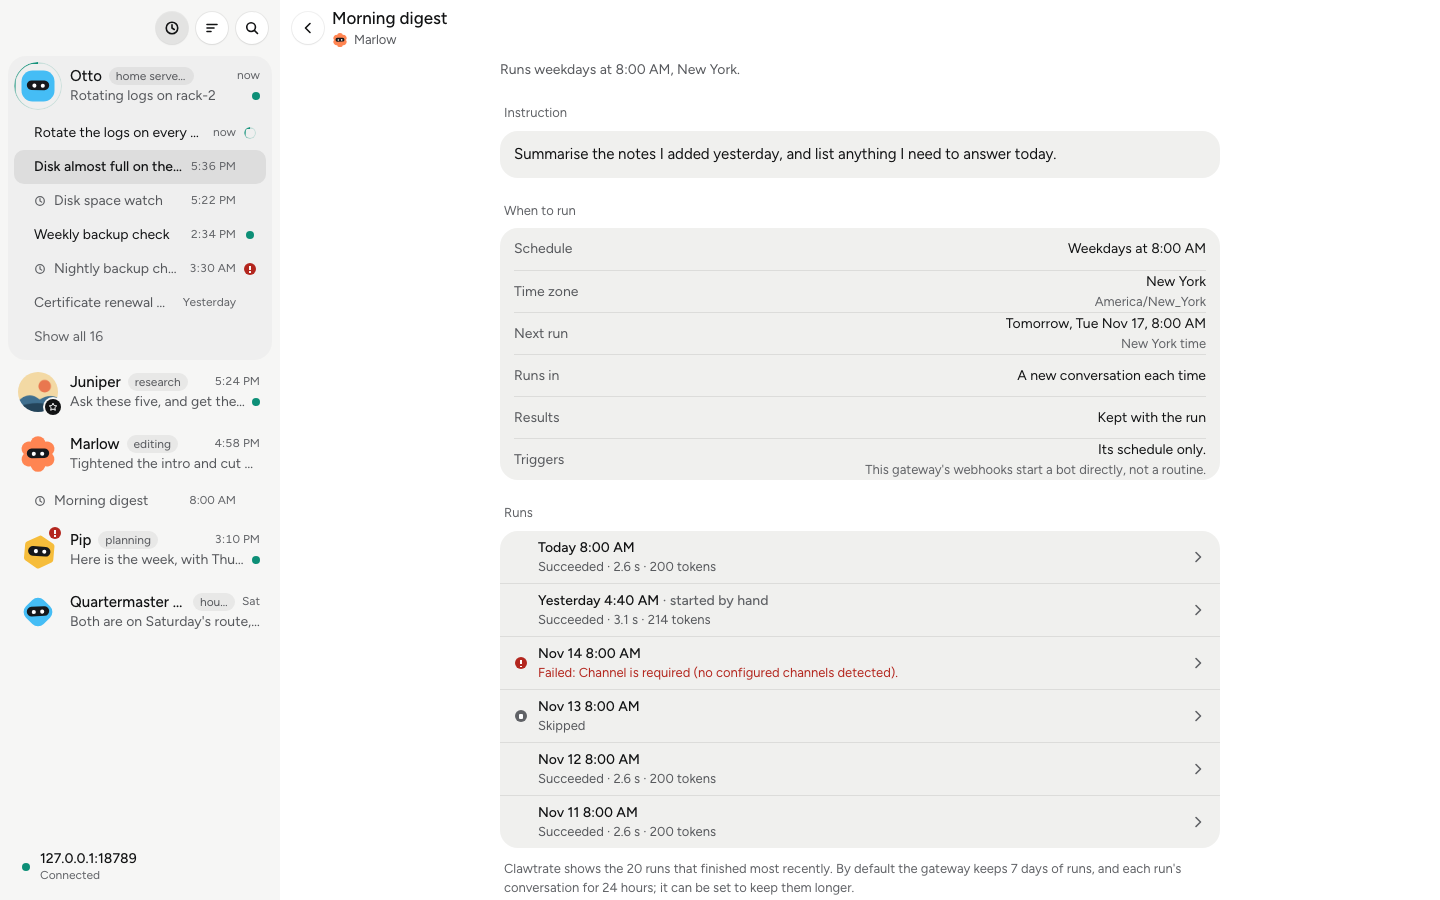 Otto home serve... now
Rotating logs on rack-2
Rotate the logs on every ... now
Disk almost full on the... 5:36 PM
Disk space watch 5:22 PM
Weekly backup check 2:34 PM
Nightly backup ch... 3:30 AM
Certificate renewal ... Yesterday
Show all 16
Juniper research 5:24 PM
Ask these five, and get the...
Marlow editing 4:58 PM
Tightened the intro and cut ...
Morning digest 8:00 AM
Pip planning 3:10 PM
Here is the week, with Thu...
Quartermaster ... hou... Sat
Both are on Saturday's route,...
127.0.0.1:18789
Connected
Morning digest
Marlow
Runs weekdays at 8:00 AM, New York.
Instruction
Summarise the notes I added yesterday, and list anything I need to answer today.
When to run
Schedule Weekdays at 8:00 AM
Time zone New York
America/New_York
Next run Tomorrow, Tue Nov 17, 8:00 AM
New York time
Runs in A new conversation each time
Results Kept with the run
Triggers Its schedule only.
This gateway's webhooks start a bot directly, not a routine.
Runs
Today 8:00 AM
Succeeded · 2.6 s · 200 tokens
Yesterday 4:40 AM · started by hand
Succeeded · 3.1 s · 214 tokens
Nov 14 8:00 AM
Failed: Channel is required (no configured channels detected).
Nov 13 8:00 AM
Skipped
Nov 12 8:00 AM
Succeeded · 2.6 s · 200 tokens
Nov 11 8:00 AM
Succeeded · 2.6 s · 200 tokens
Clawtrate shows the 20 runs that finished most recently. By default the gateway keeps 7 days of runs, and each run's
conversation for 24 hours; it can be set to keep them longer.